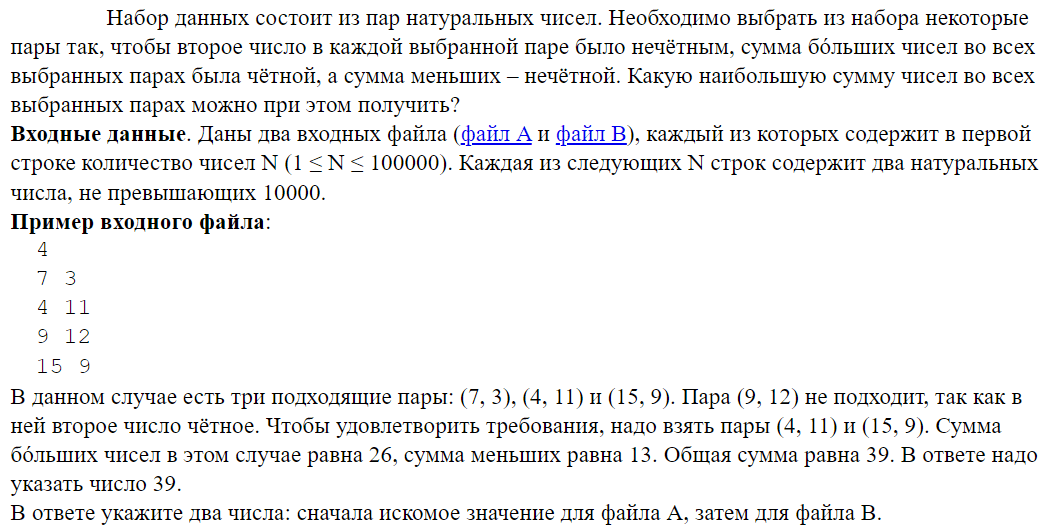 Набор данных состоит из пар натуральных чисел. Необходимо выбрать из набора некоторые
пары так, чтобы второе число в каждой выбранной паре было нечётным, сумма бо́льших чисел во всех
выбранных парах была чётной, а сумма меньших – нечётной. Какую наибольшую сумму чисел во всех
выбранных парах можно при этом получить?
Входные данные. Даны два входных файла (файл A и файл B), каждый из которых содержит в первой
строке количество чисел N (1 ≤ N ≤ 100000). Каждая из следующих N строк содержит два натуральных
числа, не превышающих 10000.
Пример входного файла:
4
7 3
4 11
9 12
15 9
В данном случае есть три подходящие пары: (7, 3), (4, 11) и (15, 9). Пара (9, 12) не подходит, так как в
ней второе число чётное. Чтобы удовлетворить требования, надо взять пары (4, 11) и (15, 9). Сумма
бо́льших чисел в этом случае равна 26, сумма меньших равна 13. Общая сумма равна 39. В ответе надо
указать число 39.
В ответе укажите два числа: сначала искомое значение для файла A, затем для файла B.